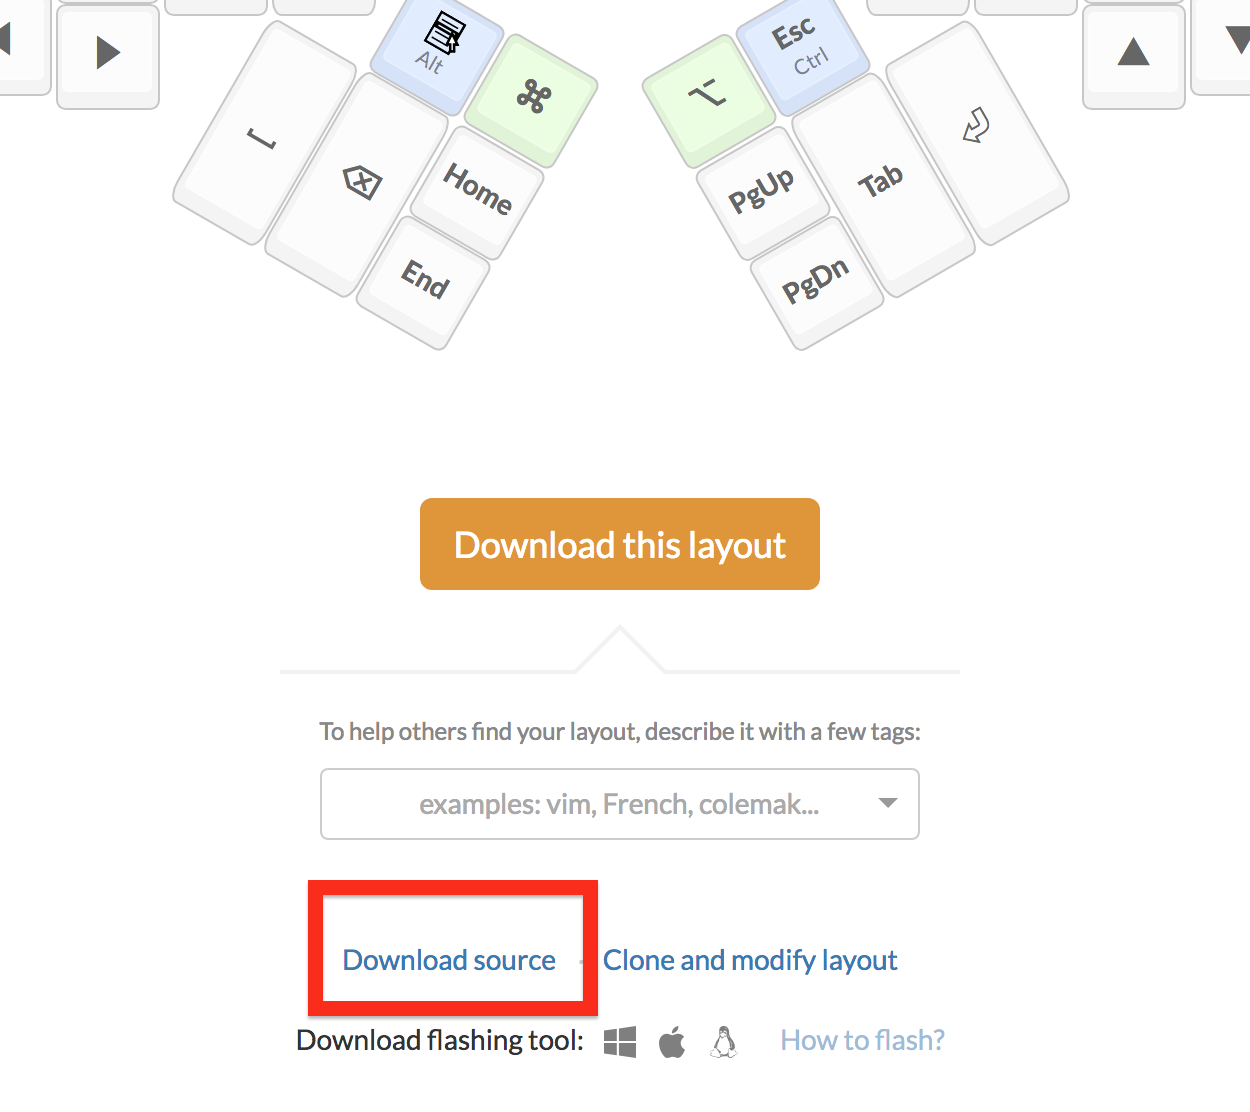 Alt
Esc
Ctrl
Home
End
PgUp
PgDn
Tab
Download this layout
To help others find your layout, describe it with a few tags:
examples: vim, French, colemak...
Download source - Clone and modify layout
Download flashing tool: How to flash?